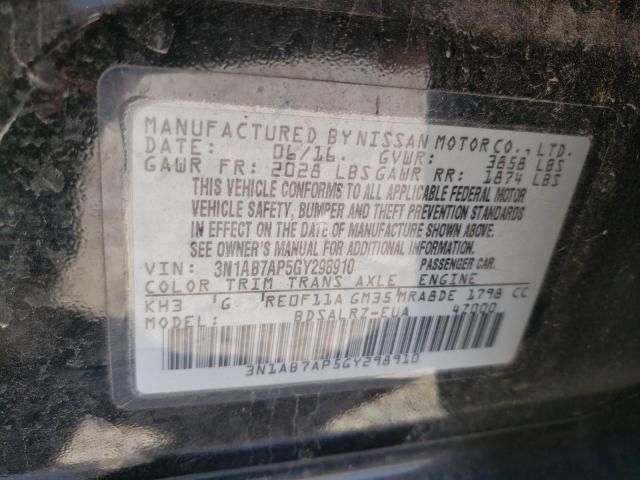 MANUFACTURED BY NISSAN MOTOR CO., LTD.
DATE: 06/16. GVWR: 3858 LBS
GAWR FR: 2028 LBS GAWR RR: 1874 LBS
THIS VEHICLE CONFORMS TO ALL APPLICABLE FEDERAL MOTOR
VEHICLE SAFETY, BUMPER AND THEFT PREVENTION STANDARDS
IN EFFECT ON THE DATE OF MANUFACTURE SHOWN ABOVE.
SEE OWNER'S MANUAL FOR ADDITIONAL INFORMATION.
VIN: 3N1AB7AP5GY298910 PASSENGER CAR.
COLOR TRIM TRANS AXLE ENGINE
KH3 G RE0F11A GM35 MRA8DE 1798 CC
MODEL: BDSALRZ-EUA 47000
3N1AB7AP5GY298910